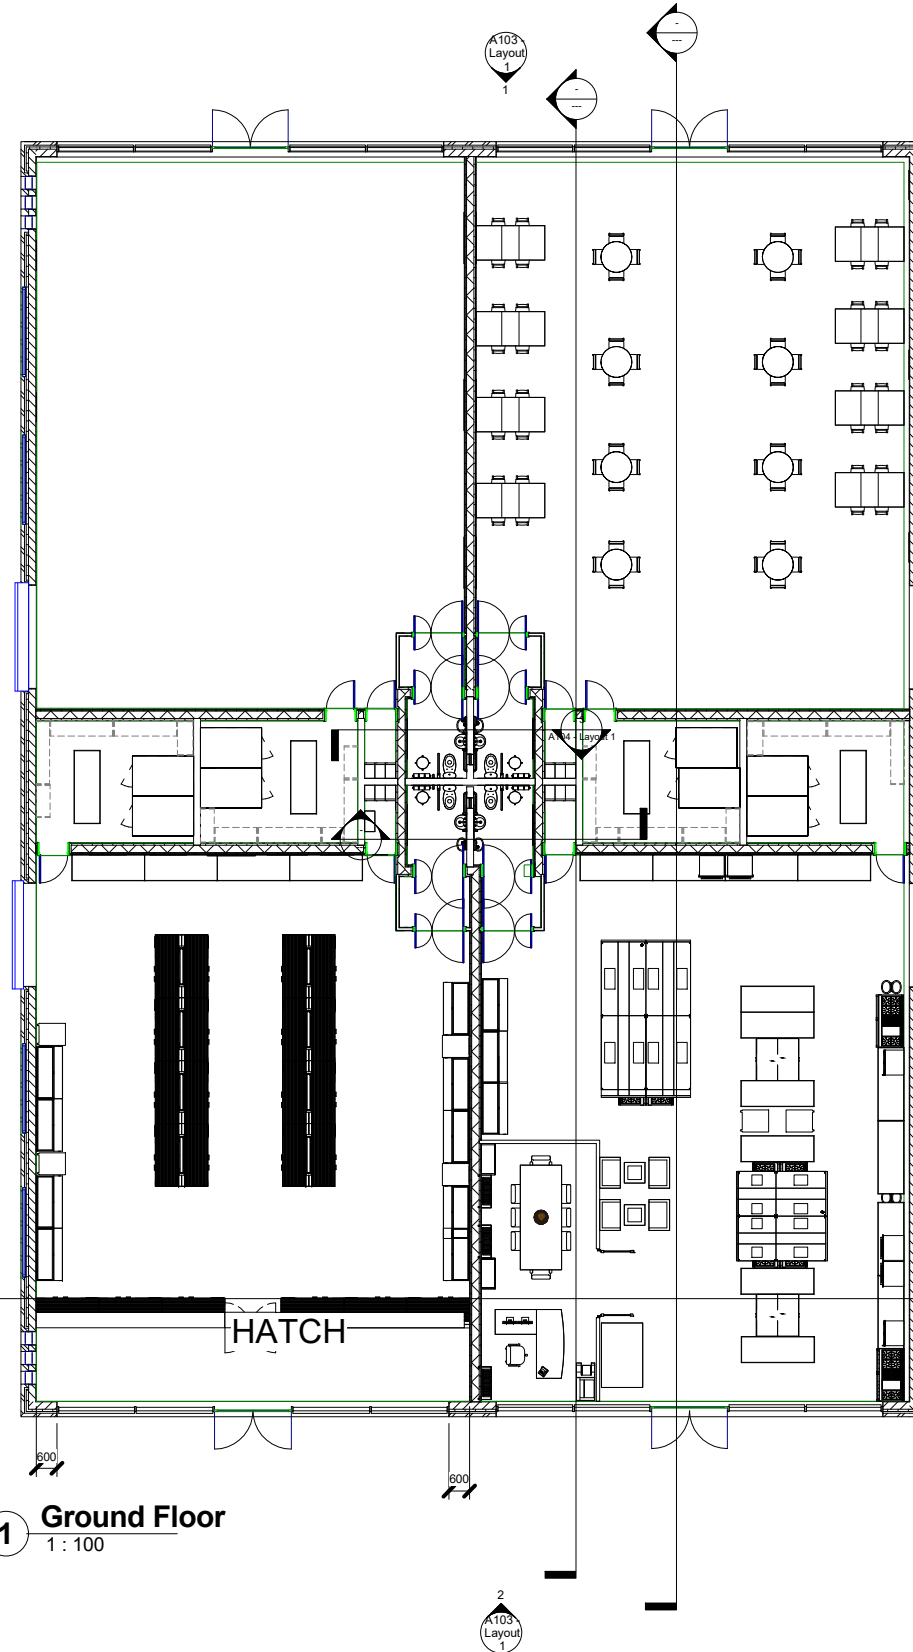 -
---
A103 -
Layout
1
1
-
---
A104 - Layout 1
-
HATCH
600
600
1
Ground Floor
1 : 100
2
A103 -
Layout
1